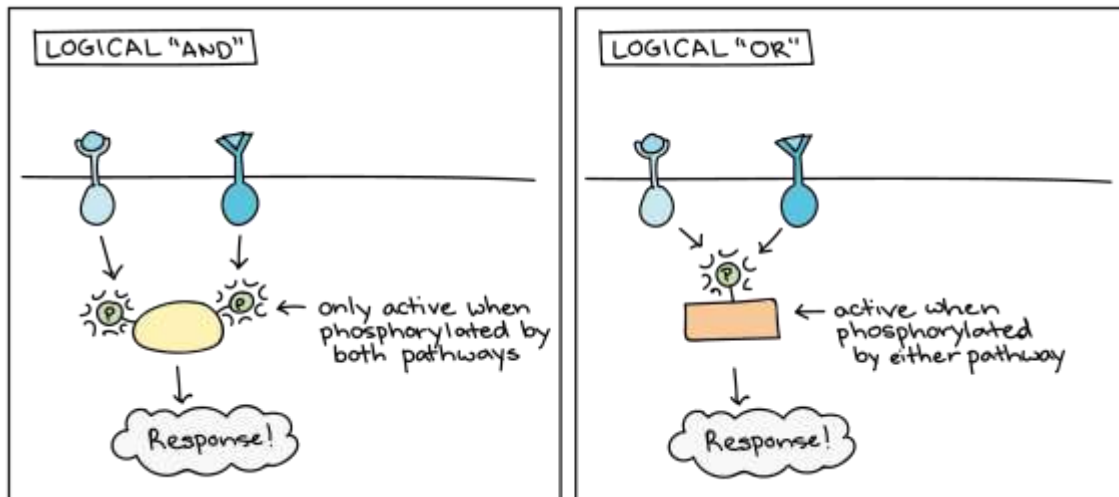 LOGICAL "AND"
P
P
only active when
phosphorylated by
both pathways
Response!
LOGICAL "OR"
P
active when
phosphorylated
by either pathway
Response!